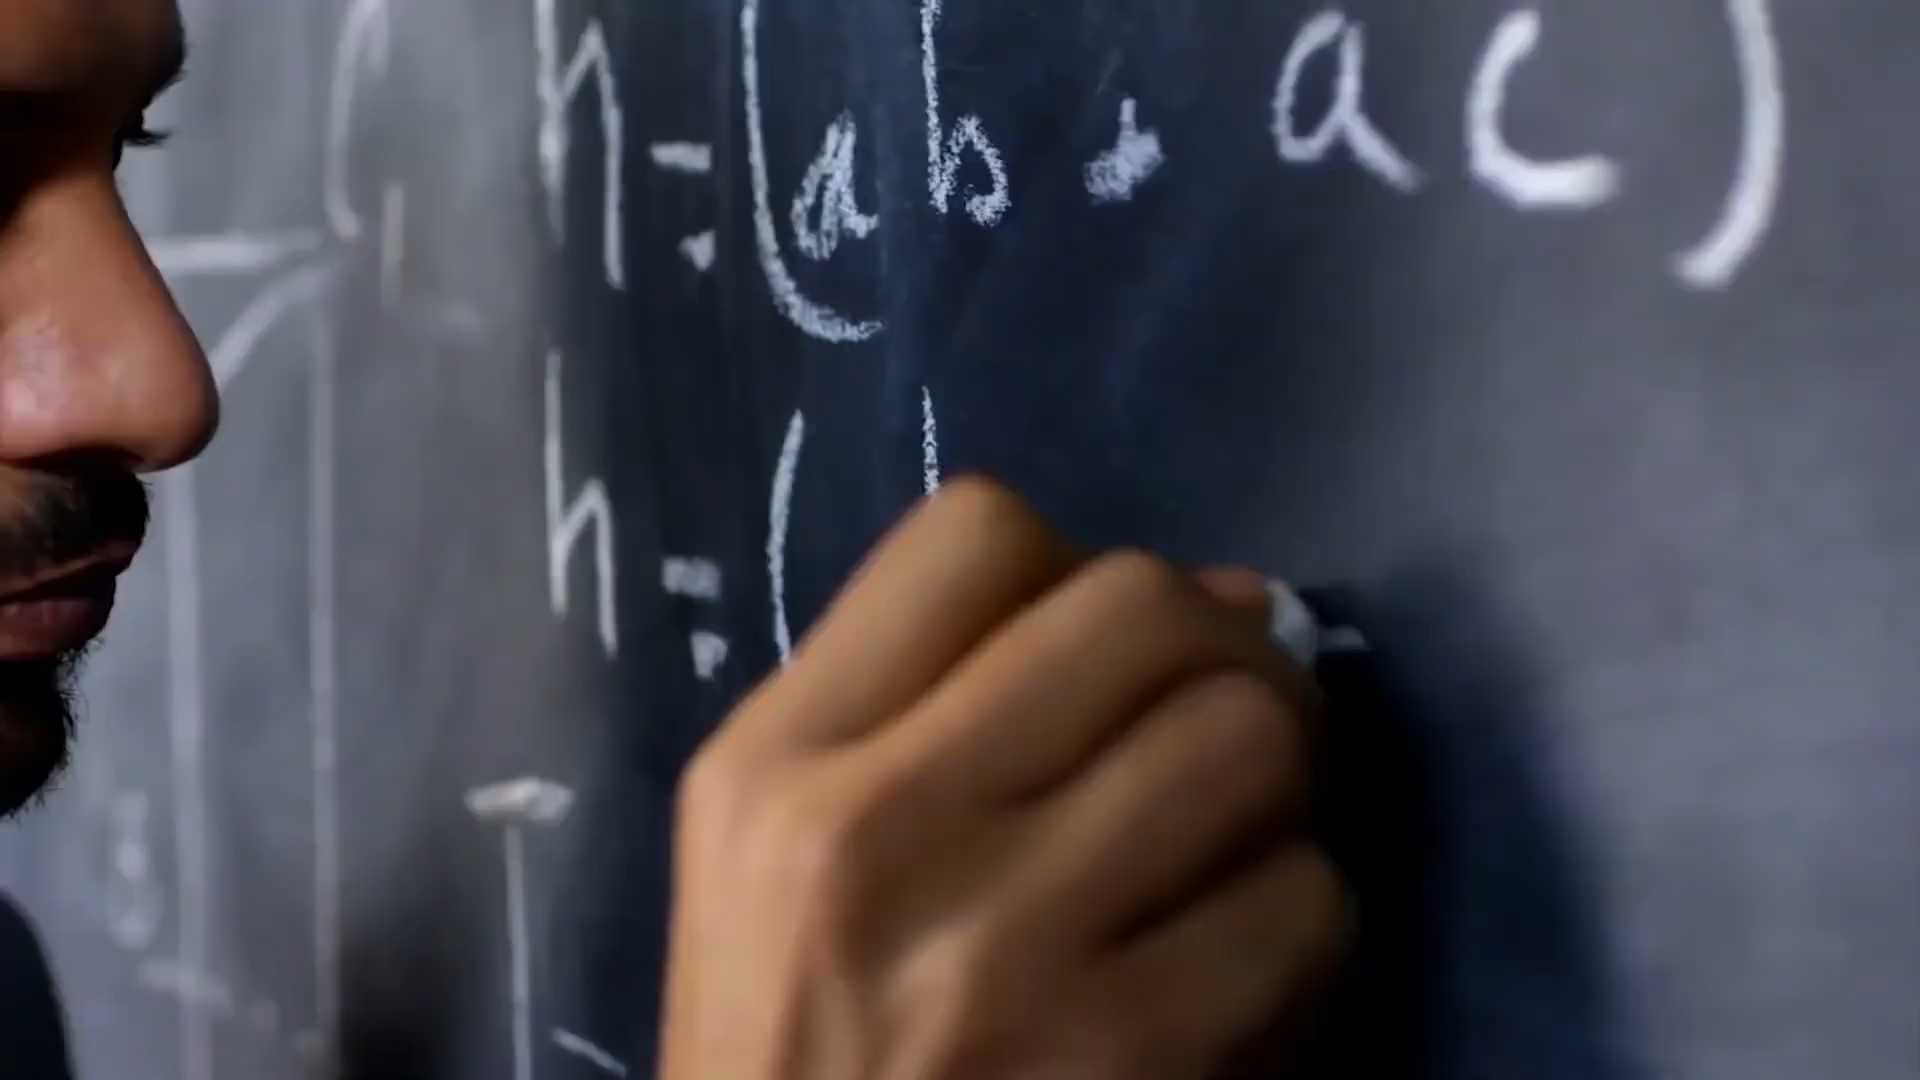 h = (ab · ac)
h = (